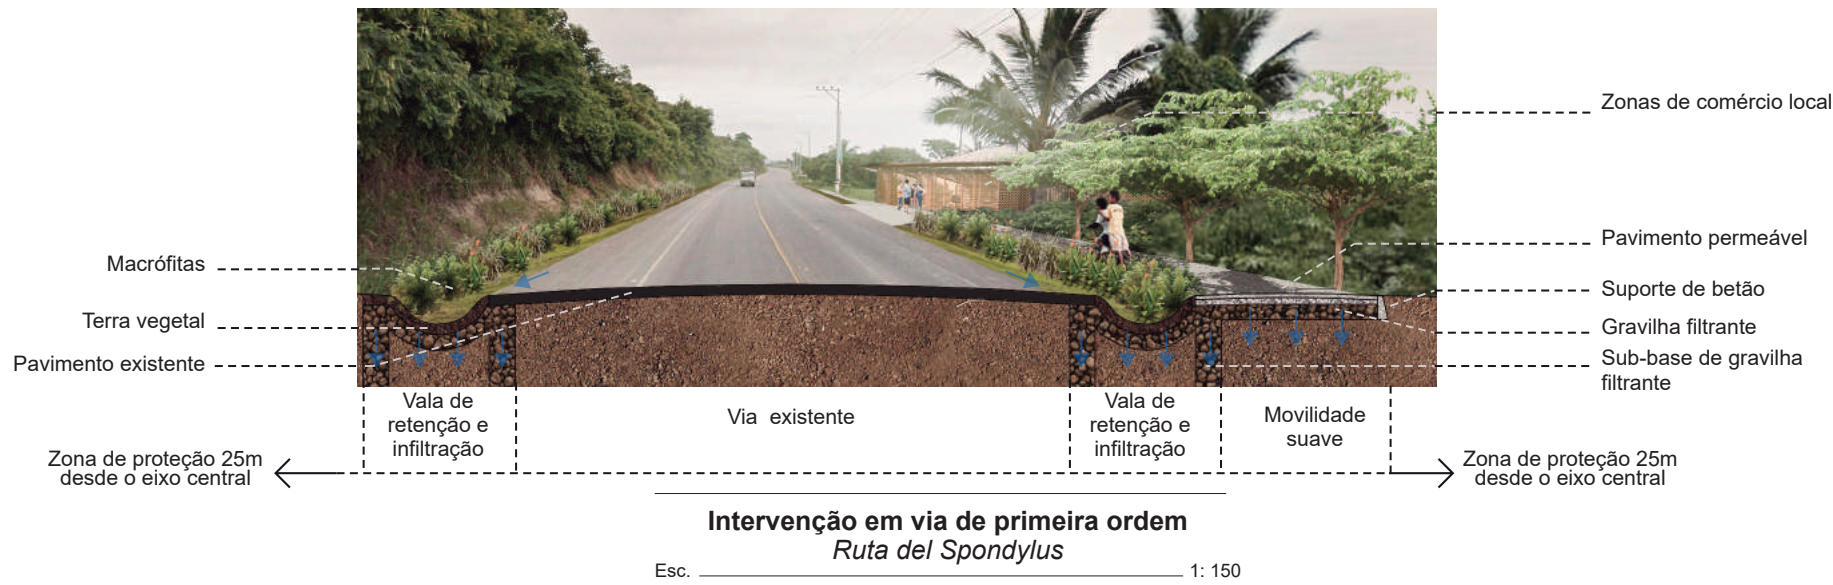 Zonas de comércio local
Macrófitas
Terra vegetal
Pavimento existente
Pavimento permeável
Suporte de betão
Gravilha filtrante
Sub-base de gravilha
filtrante
Vala de
retenção e
infiltração
Via existente
Vala de
retenção e
infiltração
Movilidade
suave
Zona de proteção 25m
desde o eixo central
Zona de proteção 25m
desde o eixo central
Intervenção em via de primeira ordem
Ruta del Spondylus
Esc. 1: 150